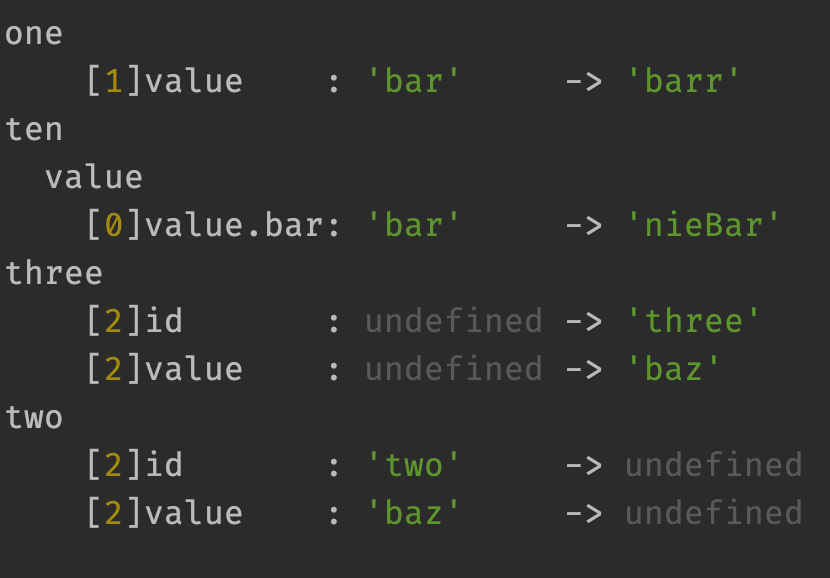 one
    [1]value    : 'bar'     -> 'barr'
ten
  value
    [0]value.bar: 'bar'     -> 'nieBar'
three
    [2]id       : undefined -> 'three'
    [2]value    : undefined -> 'baz'
two
    [2]id       : 'two'     -> undefined
    [2]value    : 'baz'     -> undefined